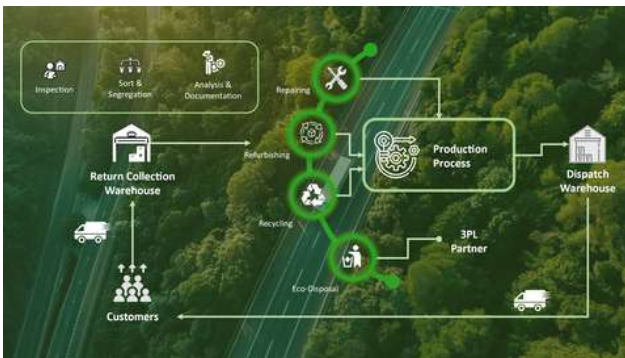 Inspection
Sort &
Segregation
Analysis &
Documentation
Repairing
Return Collection
Warehouse
Refurbishing
Production
Process
Dispatch
Warehouse
Recycling
3PL
Partner
Eco-Disposal
Customers